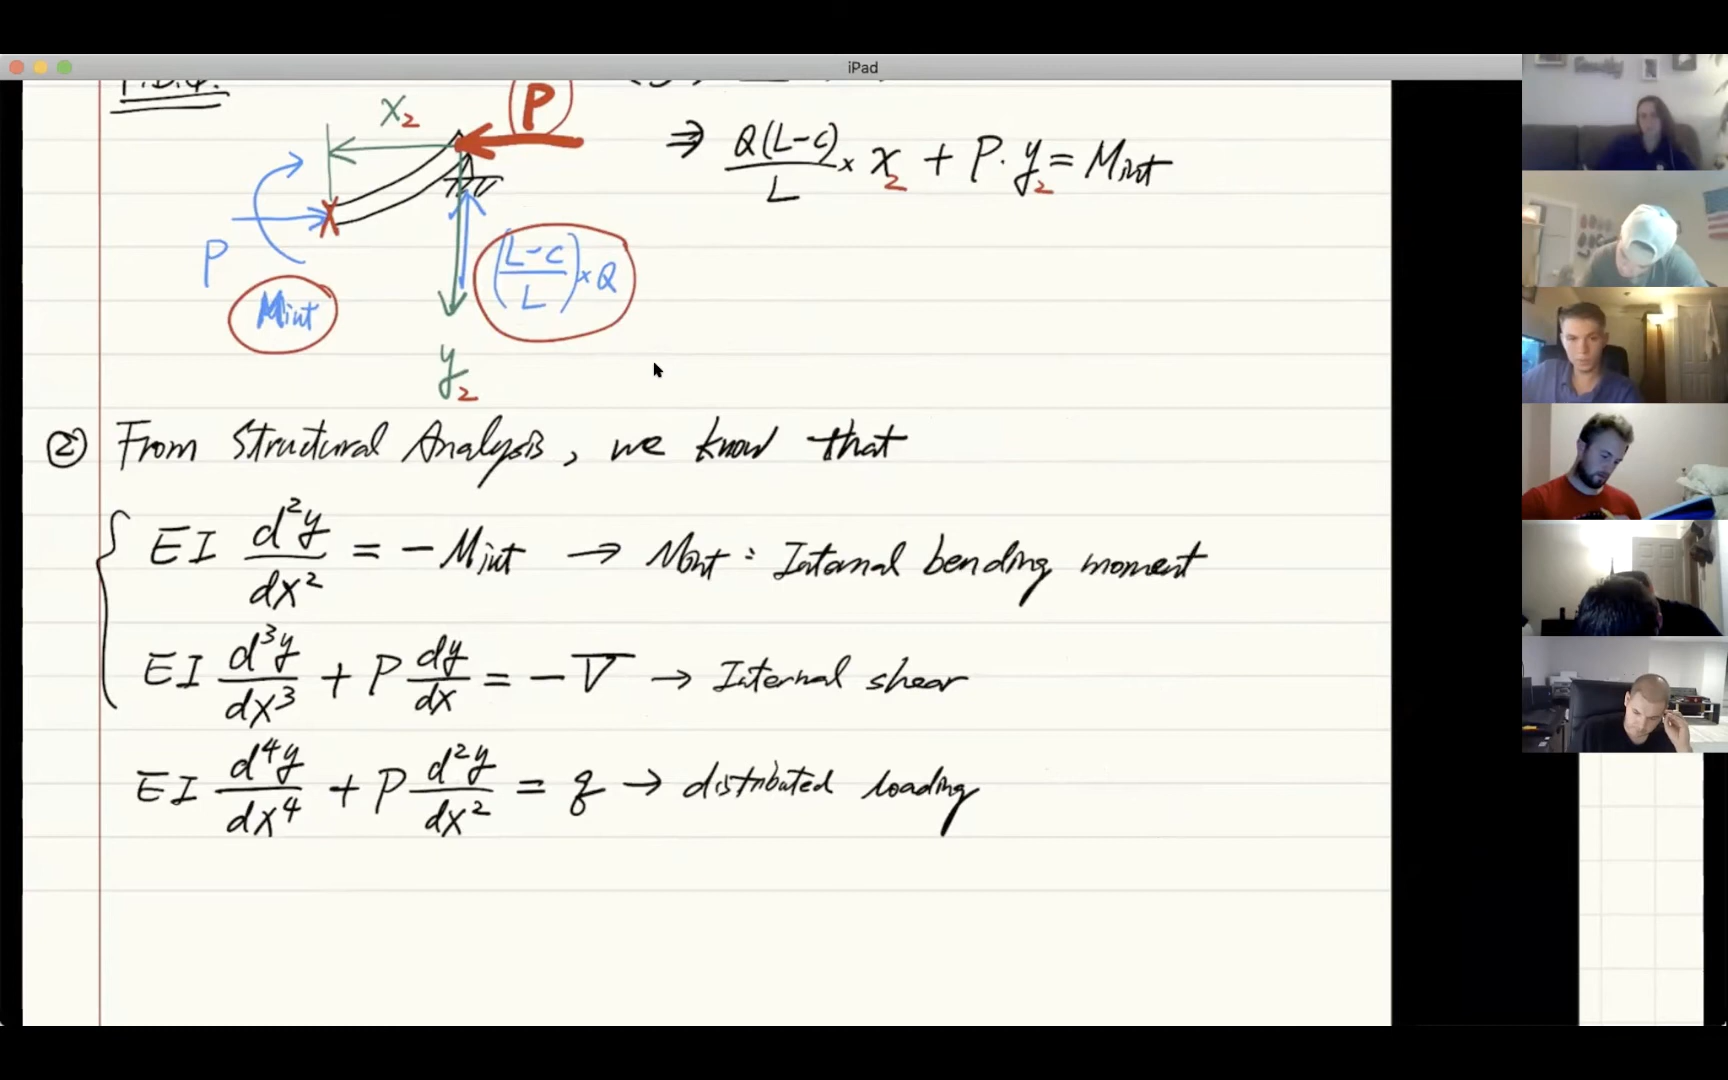 iPad
F.B.D.
X₂
P
⇒ Q(L-c)/L × x₂ + P·y₂ = Mint
P
((L-c)/L) × Q
Mint
y₂
② From Structural Analysis, we know that
EI d²y/dx² = - Mint → Mint : Internal bending moment
EI d³y/dx³ + P dy/dx = - V → Internal shear
EI d⁴y/dx⁴ + P d²y/dx² = q → distributed loading